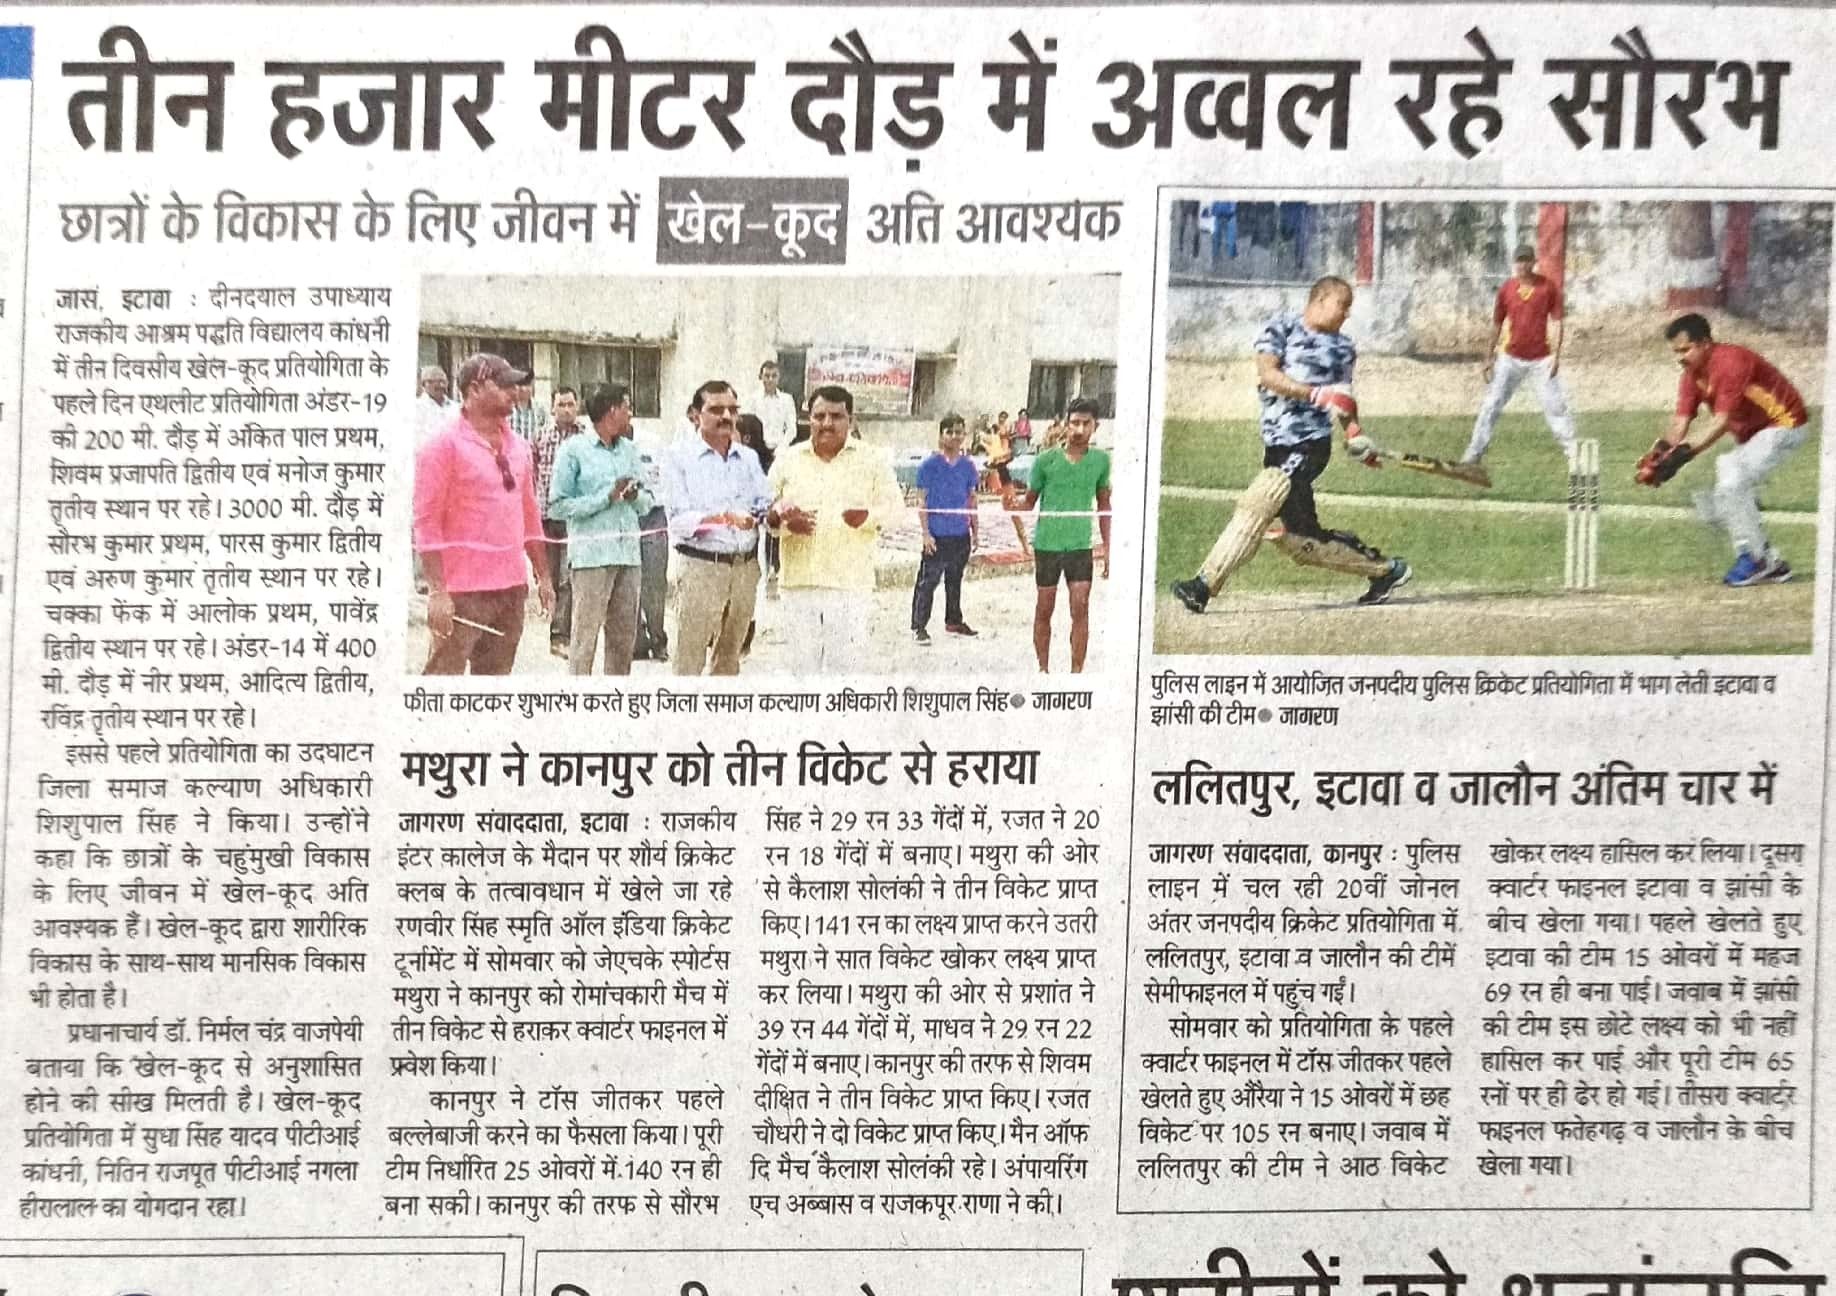 तीन हजार मीटर दौड़ में अव्वल रहे सौरभ
छात्रों के विकास के लिए जीवन में खेल-कूद अति आवश्यक
जासं, इटावा : दीनदयाल उपाध्याय
राजकीय आश्रम पद्धति विद्यालय कांधनी
में तीन दिवसीय खेल-कूद प्रतियोगिता के
पहले दिन एथलीट प्रतियोगिता अंडर-19
की 200 मी. दौड़ में अंकित पाल प्रथम,
शिवम प्रजापति द्वितीय एवं मनोज कुमार
तृतीय स्थान पर रहे। 3000 मी. दौड़ में
सौरभ कुमार प्रथम, पारस कुमार द्वितीय
एवं अरुण कुमार तृतीय स्थान पर रहे।
चक्का फेंक में आलोक प्रथम, पावेंद्र
द्वितीय स्थान पर रहे। अंडर-14 में 400
मी. दौड़ में नीर प्रथम, आदित्य द्वितीय,
रविंद्र तृतीय स्थान पर रहे।
इससे पहले प्रतियोगिता का उदघाटन
जिला समाज कल्याण अधिकारी
शिशुपाल सिंह ने किया। उन्होंने
कहा कि छात्रों के चहुंमुखी विकास
के लिए जीवन में खेल-कूद अति
आवश्यक हैं। खेल-कूद द्वारा शारीरिक
विकास के साथ-साथ मानसिक विकास
भी होता है।
प्रधानाचार्य डॉ. निर्मल चंद्र वाजपेयी
बताया कि खेल-कूद से अनुशासित
होने की सीख मिलती है। खेल-कूद
प्रतियोगिता में सुधा सिंह यादव पीटीआई
कांधनी, नितिन राजपूत पीटीआई नगला
हीरालाल का योगदान रहा।
फीता काटकर शुभारंभ करते हुए जिला समाज कल्याण अधिकारी शिशुपाल सिंह● जागरण
मथुरा ने कानपुर को तीन विकेट से हराया
जागरण संवाददाता, इटावा : राजकीय
इंटर कालेज के मैदान पर शौर्य क्रिकेट
क्लब के तत्वावधान में खेले जा रहे
रणवीर सिंह स्मृति ऑल इंडिया क्रिकेट
टूर्नामेंट में सोमवार को जेएचके स्पोर्टस
मथुरा ने कानपुर को रोमांचकारी मैच में
तीन विकेट से हराकर क्वार्टर फाइनल में
प्रवेश किया।
कानपुर ने टॉस जीतकर पहले
बल्लेबाजी करने का फैसला किया। पूरी
टीम निर्धारित 25 ओवरों में 140 रन ही
बना सकी। कानपुर की तरफ से सौरभ
सिंह ने 29 रन 33 गेंदों में, रजत ने 20
रन 18 गेंदों में बनाए। मथुरा की ओर
से कैलाश सोलंकी ने तीन विकेट प्राप्त
किए। 141 रन का लक्ष्य प्राप्त करने उतरी
मथुरा ने सात विकेट खोकर लक्ष्य प्राप्त
कर लिया। मथुरा की ओर से प्रशांत ने
39 रन 44 गेंदों में, माधव ने 29 रन 22
गेंदों में बनाए। कानपुर की तरफ से शिवम
दीक्षित ने तीन विकेट प्राप्त किए। रजत
चौधरी ने दो विकेट प्राप्त किए। मैन ऑफ
दि मैच कैलाश सोलंकी रहे। अंपायरिंग
एच अब्बास व राजकपूर राणा ने की।
पुलिस लाइन में आयोजित जनपदीय पुलिस क्रिकेट प्रतियोगिता में भाग लेती इटावा व
झांसी की टीम● जागरण
ललितपुर, इटावा व जालौन अंतिम चार में
जागरण संवाददाता, कानपुर : पुलिस
लाइन में चल रही 20वीं जोनल
अंतर जनपदीय क्रिकेट प्रतियोगिता में
ललितपुर, इटावा व जालौन की टीमें
सेमीफाइनल में पहुंच गईं।
सोमवार को प्रतियोगिता के पहले
क्वार्टर फाइनल में टॉस जीतकर पहले
खेलते हुए औरैया ने 15 ओवरों में छह
विकेट पर 105 रन बनाए। जवाब में
ललितपुर की टीम ने आठ विकेट
खोकर लक्ष्य हासिल कर लिया। दूसरा
क्वार्टर फाइनल इटावा व झांसी के
बीच खेला गया। पहले खेलते हुए
इटावा की टीम 15 ओवरों में महज
69 रन ही बना पाई। जवाब में झांसी
की टीम इस छोटे लक्ष्य को भी नहीं
हासिल कर पाई और पूरी टीम 65
रनों पर ही ढेर हो गई। तीसरा क्वार्टर
फाइनल फतेहगढ़ व जालौन के बीच
खेला गया।